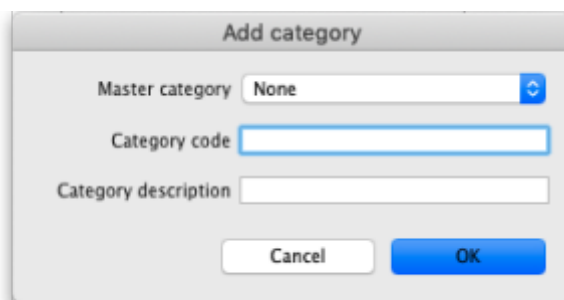 Add category
Master category None
Category code
Category description
Cancel OK